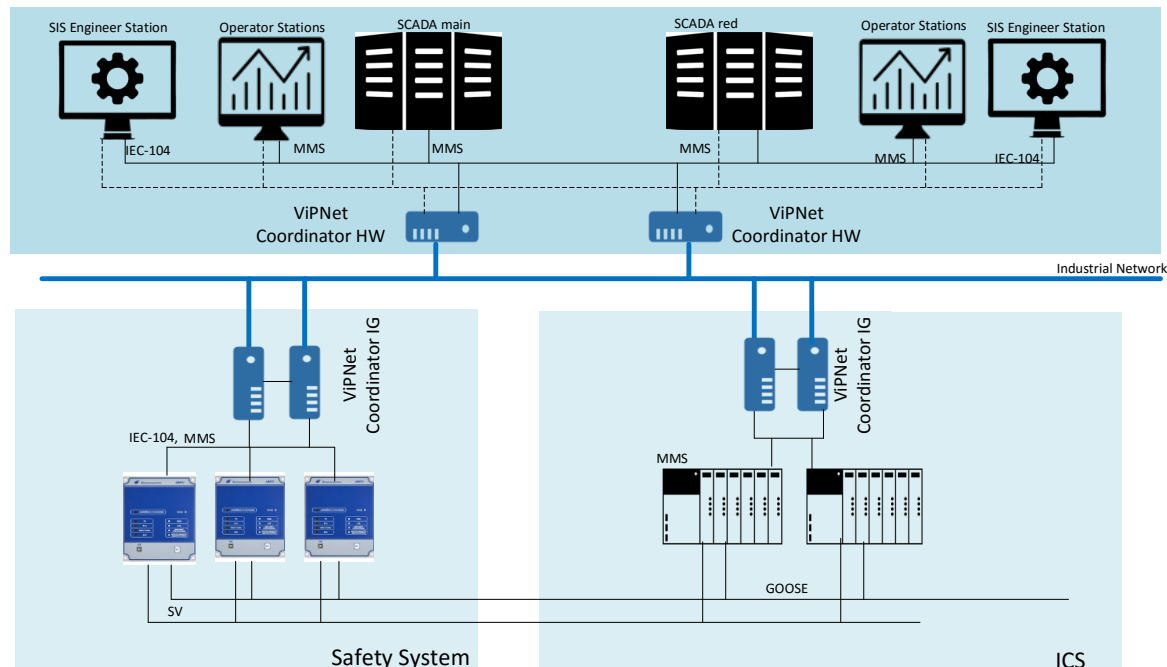 SIS Engineer Station
Operator Stations
SCADA main
SCADA red
Operator Stations
SIS Engineer Station
IEC-104
MMS
MMS
MMS
MMS
IEC-104
ViPNet
Coordinator HW
ViPNet
Coordinator HW
Industrial Network
ViPNet
Coordinator IG
ViPNet
Coordinator IG
IEC-104, MMS
MMS
GOOSE
SV
Safety System
ICS